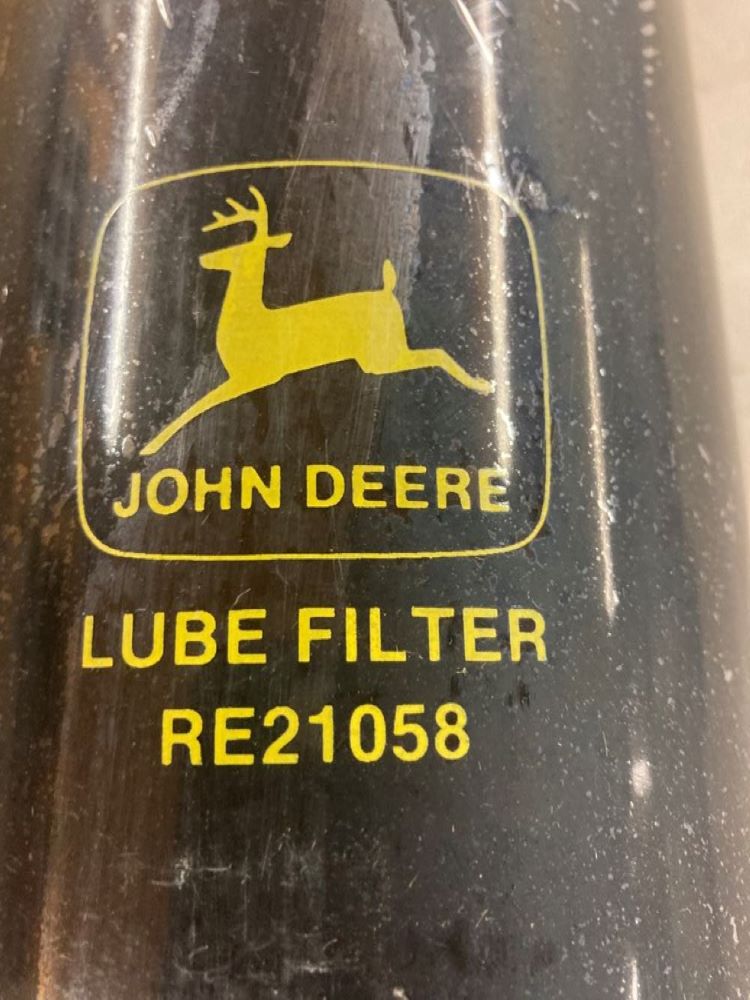 JOHN DEERE
LUBE FILTER
RE21058